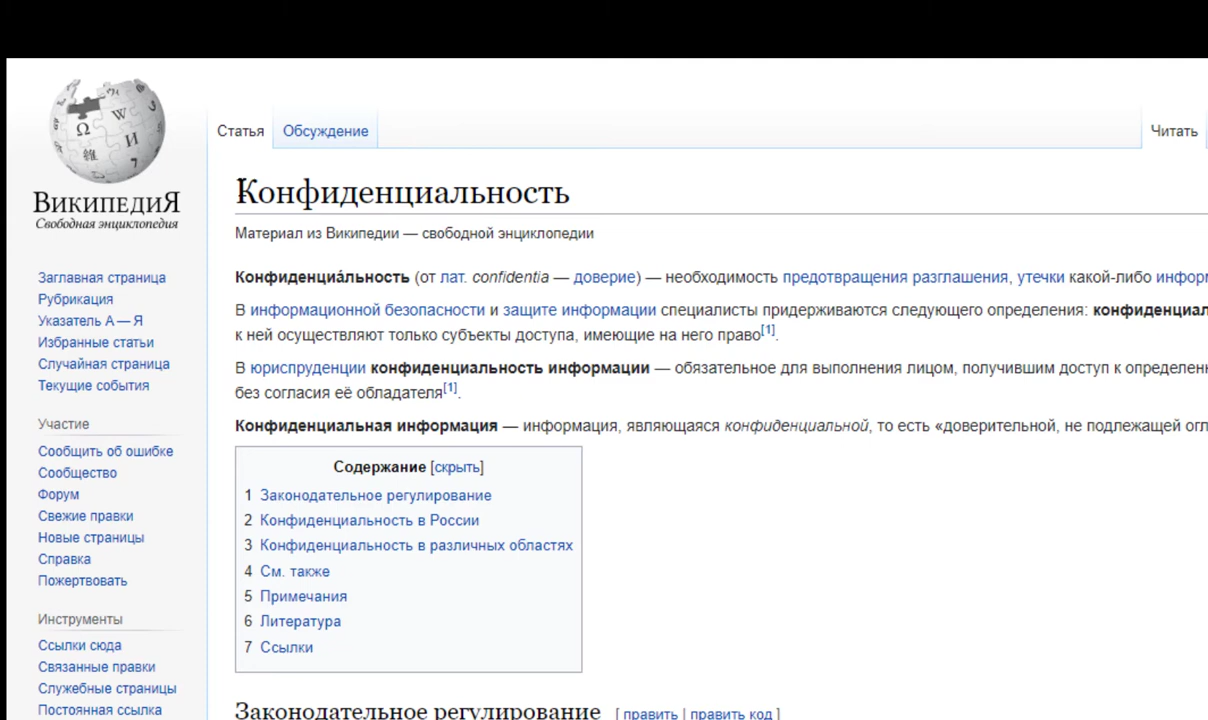 ВИКИПЕДИЯ
Свободная энциклопедия
Статья
Обсуждение
Читать
Заглавная страница
Рубрикация
Указатель А — Я
Избранные статьи
Случайная страница
Текущие события
Участие
Сообщить об ошибке
Сообщество
Форум
Свежие правки
Новые страницы
Справка
Пожертвовать
Инструменты
Ссылки сюда
Связанные правки
Служебные страницы
Постоянная ссылка
Конфиденциальность
Материал из Википедии — свободной энциклопедии
Конфиденциа́льность (от лат. confidentia — доверие) — необходимость предотвращения разглашения, утечки какой-либо
В информационной безопасности и защите информации специалисты придерживаются следующего определения:
к ней осуществляют только субъекты доступа, имеющие на него право[1].
В юриспруденции конфиденциальность информации — обязательное для выполнения лицом, получившим доступ к
без согласия её обладателя[1].
Конфиденциальная информация — информация, являющаяся конфиденциальной, то есть «доверительной, не подлежащей
Содержание [скрыть]
1 Законодательное регулирование
2 Конфиденциальность в России
3 Конфиденциальность в различных областях
4 См. также
5 Примечания
6 Литература
7 Ссылки
Законодательное регулирование [ править | править код ]